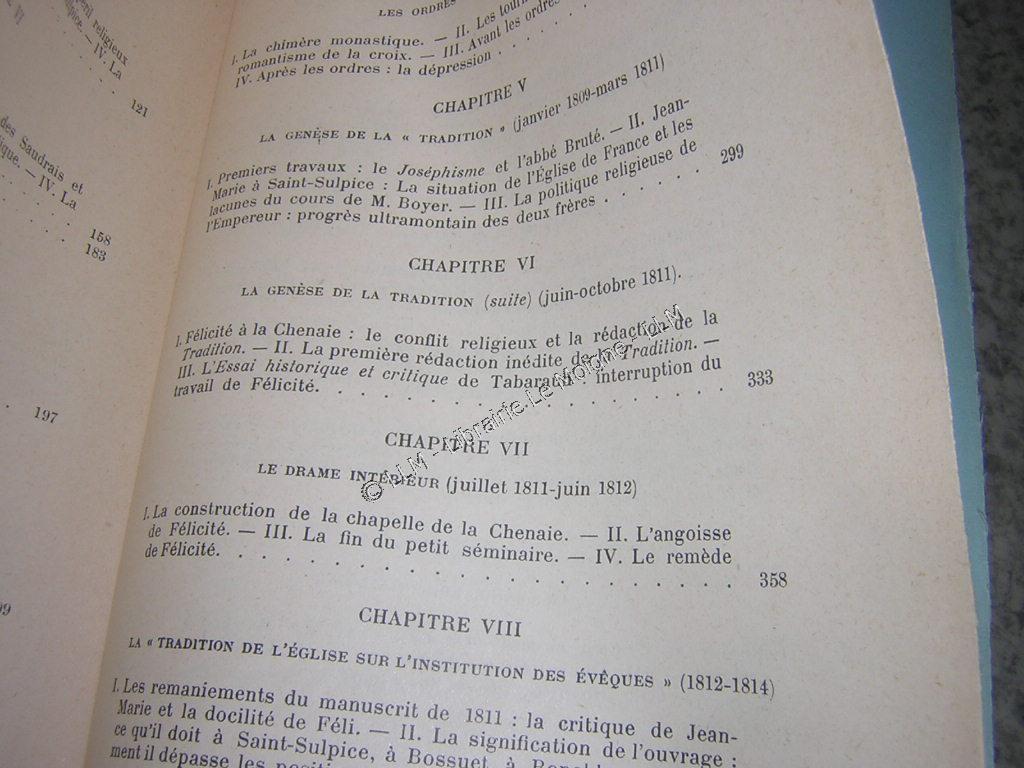 religieux
IV. La
121
des Saudrais et
IV. La
158
183
197
LES ORDRES
I. La chimère monastique. — II. Les
romantisme de la croix. — III. Avant les ordres
IV. Après les ordres : la dépression . . . .
CHAPITRE V
LA GENÈSE DE LA « TRADITION » (janvier 1809-mars 1811)
I. Premiers travaux : le Joséphisme et l'abbé Bruté. — II. Jean-
Marie à Saint-Sulpice : La situation de l'Église de France et les
lacunes du cours de M. Boyer. — III. La politique religieuse de
l'Empereur : progrès ultramontain des deux frères . . . . . . 299
CHAPITRE VI
LA GENÈSE DE LA TRADITION (suite) (juin-octobre 1811).
I. Félicité à la Chenaie : le conflit religieux et la rédaction de la
Tradition. — II. La première rédaction inédite de la Tradition. —
III. L'Essai historique et critique de Tabaraud : interruption du
travail de Félicité. . . . . . . . . . . . . . . . . . 333
CHAPITRE VII
LE DRAME INTÉRIEUR (juillet 1811-juin 1812)
I. La construction de la chapelle de la Chenaie. — II. L'angoisse
de Félicité. — III. La fin du petit séminaire. — IV. Le remède
de Félicité. . . . . . . . . . . . . . . . . . . . . . 358
CHAPITRE VIII
LA « TRADITION DE L'ÉGLISE SUR L'INSTITUTION DES ÉVÊQUES » (1812-1814)
I. Les remaniements du manuscrit de 1811 : la critique de Jean-
Marie et la docilité de Féli. — II. La signification de l'ouvrage :
ce qu'il doit à Saint-Sulpice, à Bossuet, à
ment il dépasse les
© LLM - Librairie Le Moigne - LLM